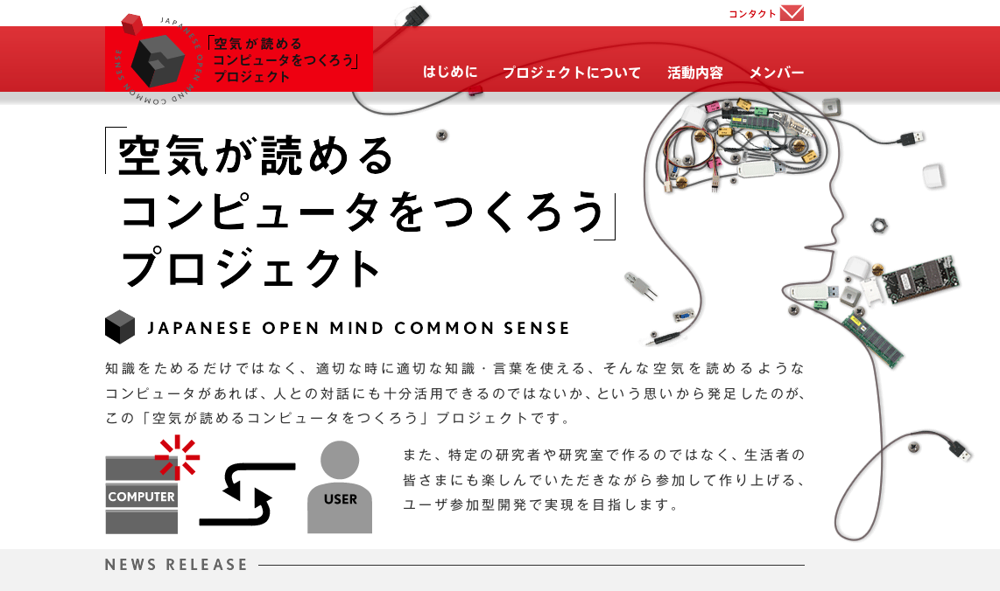 コンタクト
JAPANESE OPEN MIND COMMON SENSE
「空気が読める
コンピュータをつくろう」
プロジェクト
はじめに プロジェクトについて 活動内容 メンバー
「空気が読める
コンピュータをつくろう」
プロジェクト
JAPANESE OPEN MIND COMMON SENSE
知識をためるだけではなく、適切な時に適切な知識・言葉を使える、そんな空気を読めるような
コンピュータがあれば、人との対話にも十分活用できるのではないか、という思いから発足したのが、
この「空気が読めるコンピュータをつくろう」プロジェクトです。
COMPUTER
USER
また、特定の研究者や研究室で作るのではなく、生活者の
皆さまにも楽しんでいただきながら参加して作り上げる、
ユーザ参加型開発で実現を目指します。
NEWS RELEASE